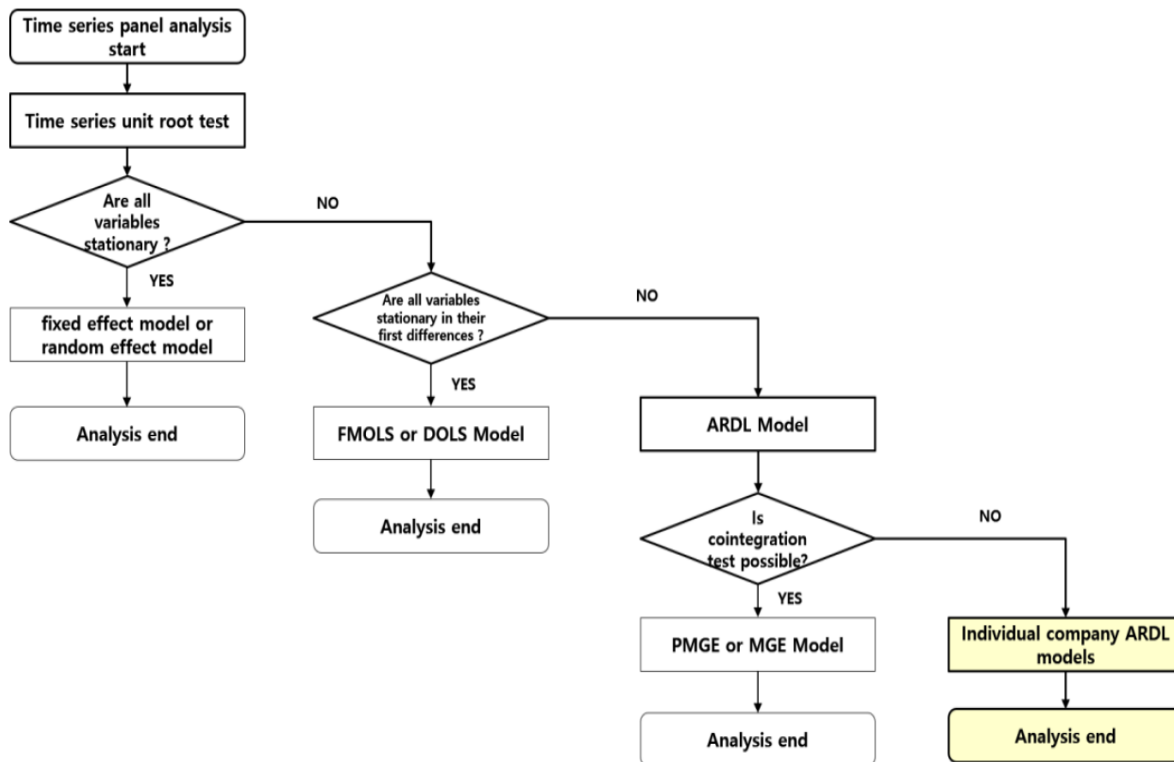 Time series panel analysis
start
Time series unit root test
Are all
variables
stationary ?
NO
YES
fixed effect model or
random effect model
Analysis end
Are all variables
stationary in their
first differences ?
NO
YES
FMOLS or DOLS Model
Analysis end
ARDL Model
Is
cointegration
test possible?
NO
YES
PMGE or MGE Model
Analysis end
Individual company ARDL
models
Analysis end